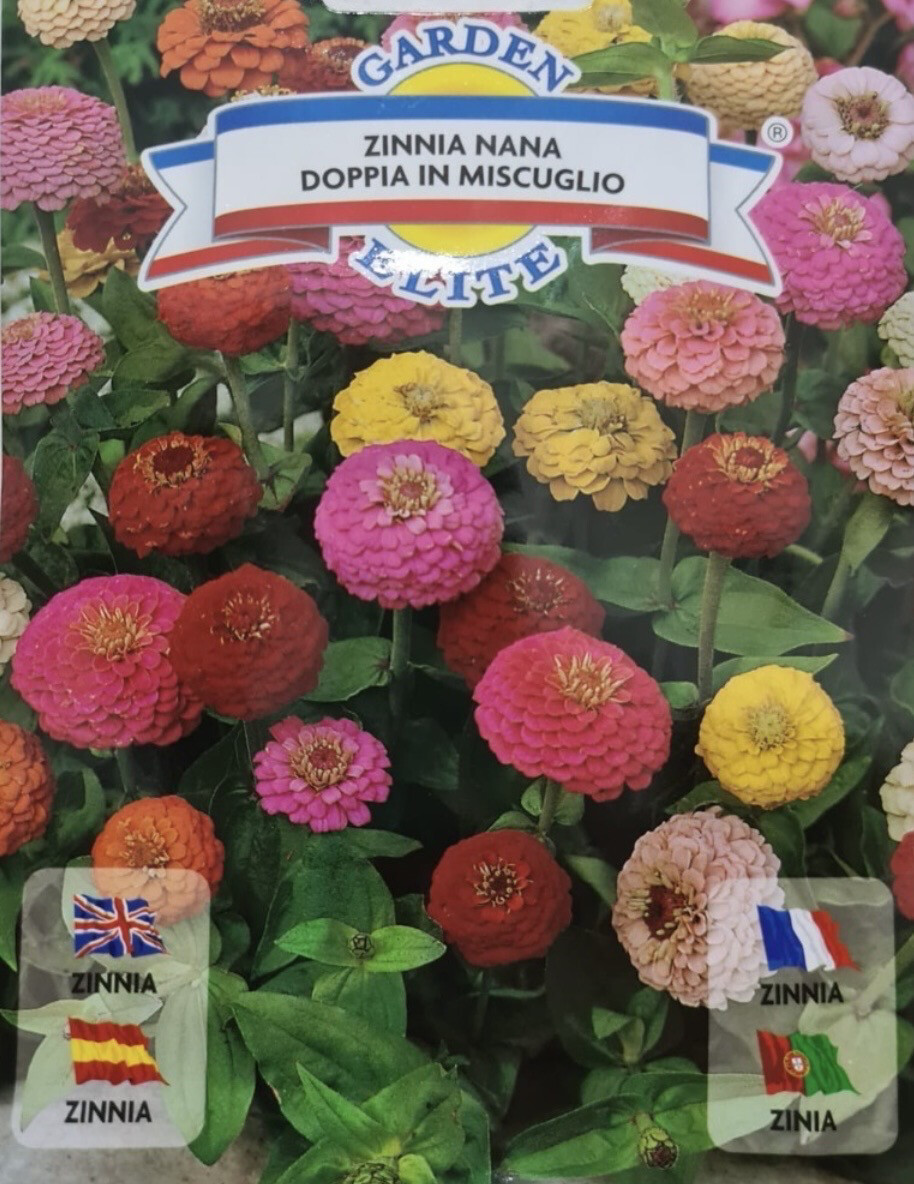 GARDEN
ZINNIA NANA
DOPPIA IN MISCUGLIO
®
ELITE
ZINNIA
ZINNIA
ZINNIA
ZINIA